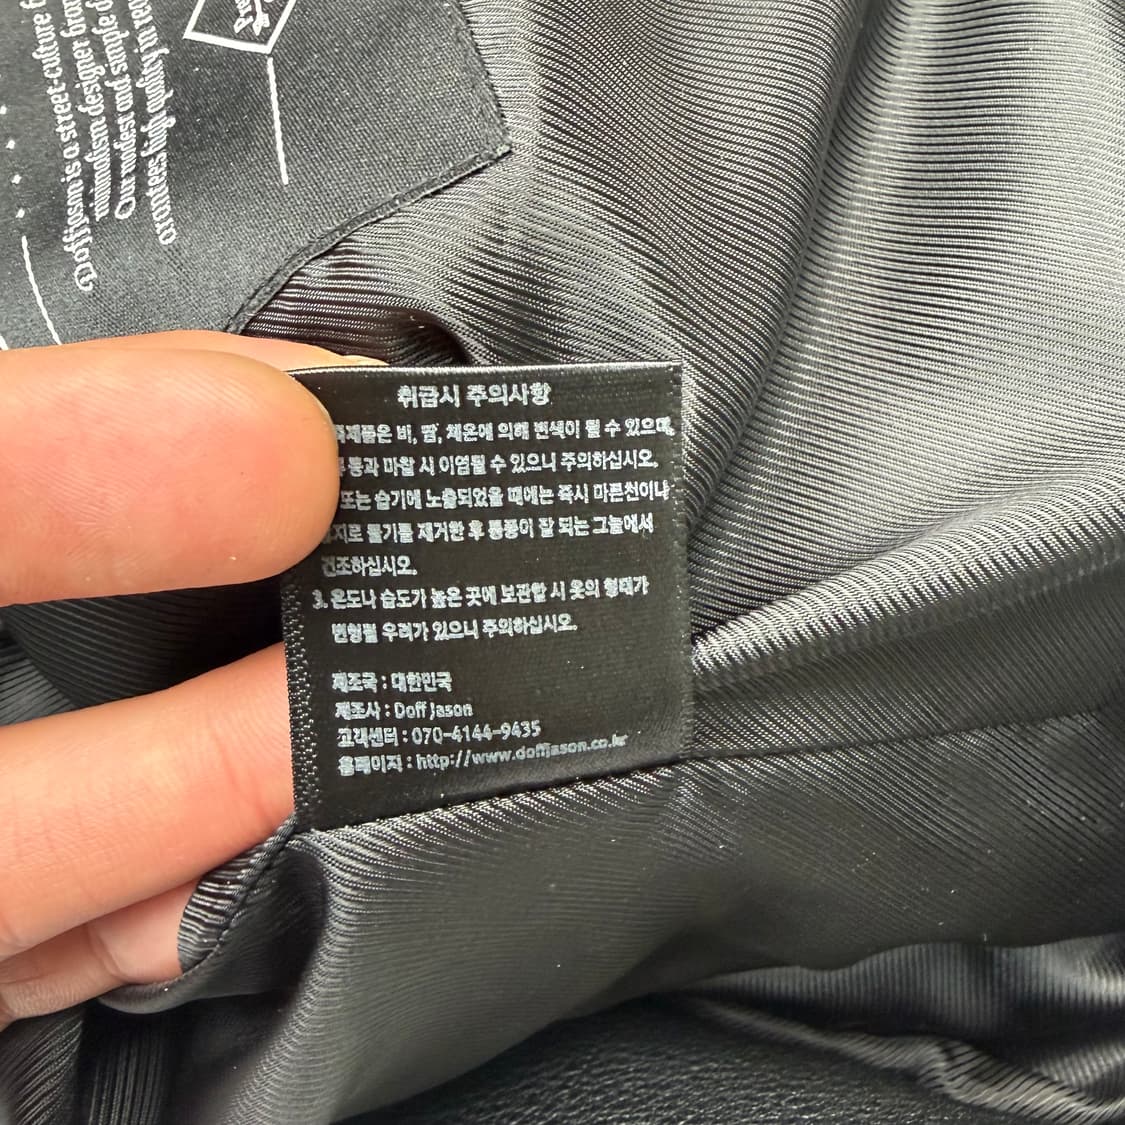 Doffjason is a street-culture
minimalism designer
Our modest and simple
high quality in
취급시 주의사항
비, 땀, 체온에 의해 변색이 될 수 있으며,
마찰 시 이염될 수 있으니 주의하십시오.
또는 습기에 노출되었을 때에는 즉시 마른천이나
물기를 제거한 후 통풍이 잘 되는 그늘에서
건조하십시오.
3. 온도나 습도가 높은 곳에 보관할 시 옷의 형태가
변형될 우려가 있으니 주의하십시오.
제조국 : 대한민국
제조사 : Doff Jason
고객센터 : 070-4144-9435
홈페이지 : http://www.doffjason.co.kr